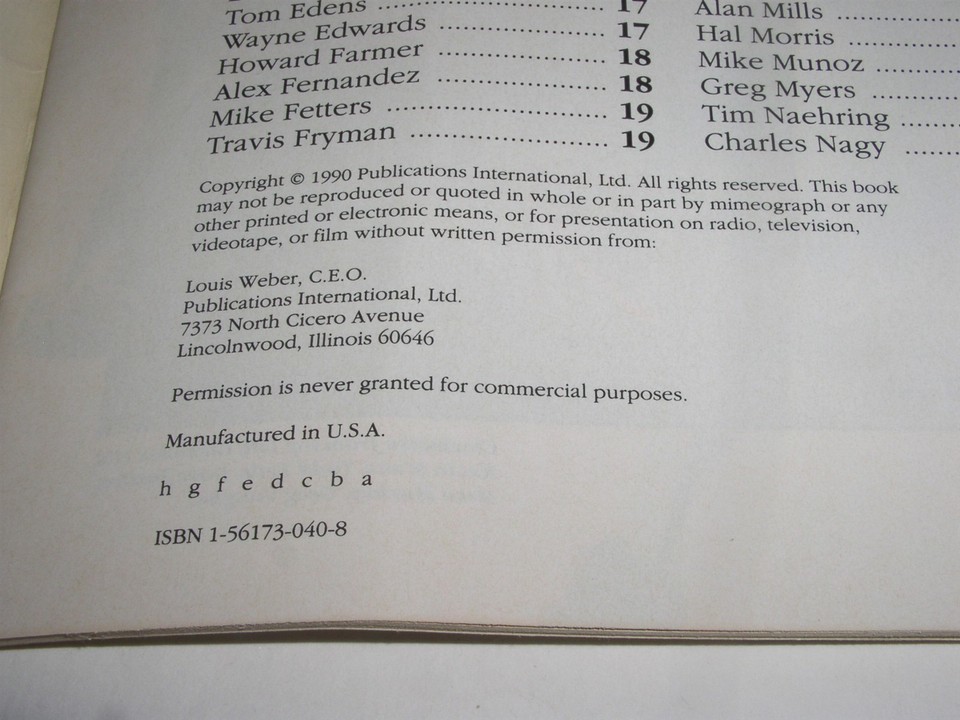 Tom Edens .............................. 17
Wayne Edwards ...................... 17
Howard Farmer ...................... 18
Alex Fernandez ...................... 18
Mike Fetters ............................ 19
Travis Fryman ......................... 19
Alan Mills ................
Hal Morris ..............
Mike Munoz ...........
Greg Myers ...........
Tim Naehring .......
Charles Nagy .......
Copyright © 1990 Publications International, Ltd. All rights reserved. This book
may not be reproduced or quoted in whole or in part by mimeograph or any
other printed or electronic means, or for presentation on radio, television,
videotape, or film without written permission from:
Louis Weber, C.E.O.
Publications International, Ltd.
7373 North Cicero Avenue
Lincolnwood, Illinois 60646
Permission is never granted for commercial purposes.
Manufactured in U.S.A.
h g f e d c b a
ISBN 1-56173-040-8